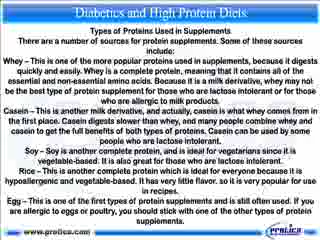 Diabetics and High Protein Diets
Types of Proteins Used in Supplements
There are a number of sources for protein supplements. Some of these sources
include:
Whey – This is one of the more popular proteins used in supplements, because it digests
quickly and easily. Whey is a complete protein, meaning that it contains all of the
essential and non-essential amino acids. Because it is a milk derivative, whey may not
be the best type of protein supplement for those who are lactose intolerant or for those
who are allergic to milk products.
Casein – This is another milk derivative, and actually, casein is what whey comes from in
the first place. Casein digests slower than whey, and many people combine whey and
casein to get the full benefits of both types of proteins. Casein can be used by some
people who are lactose intolerant.
Soy – Soy is another complete protein, and is ideal for vegetarians since it is
vegetable-based. It is also great for those who are lactose intolerant.
Rice – This is another complete protein which is ideal for everyone because it is
hypoallergenic and vegetable-based. It has very little flavor. so it is very popular for use
in recipes.
Egg – This is one of the first types of protein supplements and is still often used. If you
are allergic to eggs or poultry, you should stick with one of the other types of protein
supplements.
www.protica.com
protica